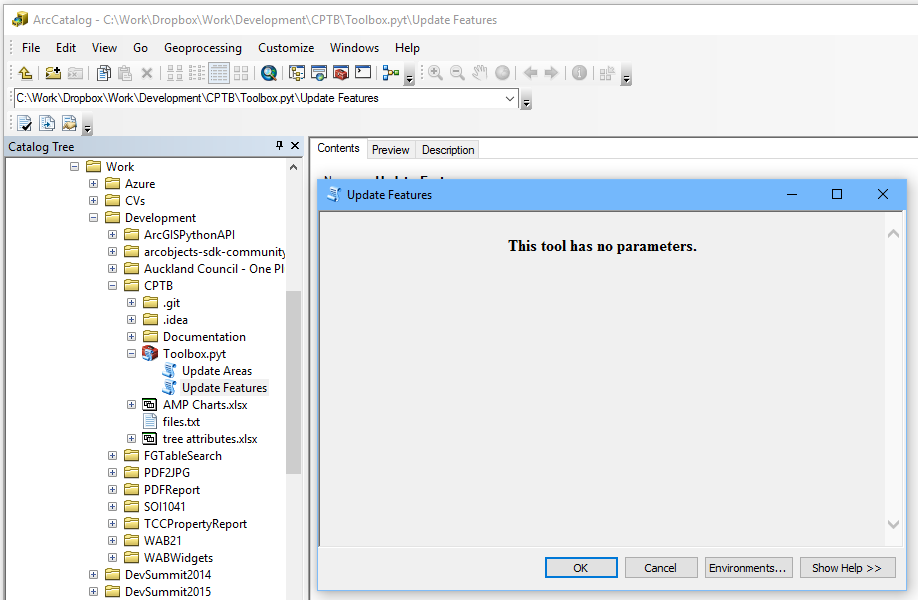 ArcCatalog - C:\Work\Dropbox\Work\Development\CPTB\Toolbox.pyt\Update Features
File Edit View Go Geoprocessing Customize Windows Help
C:\Work\Dropbox\Work\Development\CPTB\Toolbox.pyt\Update Features
Catalog Tree
Work
Azure
CVs
Development
ArcGISPythonAPI
arcobjects-sdk-community
Auckland Council - One Pl
CPTB
.git
.idea
Documentation
Toolbox.pyt
Update Areas
Update Features
AMP Charts.xlsx
files.txt
tree attributes.xlsx
FGTableSearch
PDF2JPG
PDFReport
SOI1041
TCCPropertyReport
WAB21
WABWidgets
DevSummit2014
DevSummit2015
Contents Preview Description
Update Features
This tool has no parameters.
OK Cancel Environments... Show Help >>